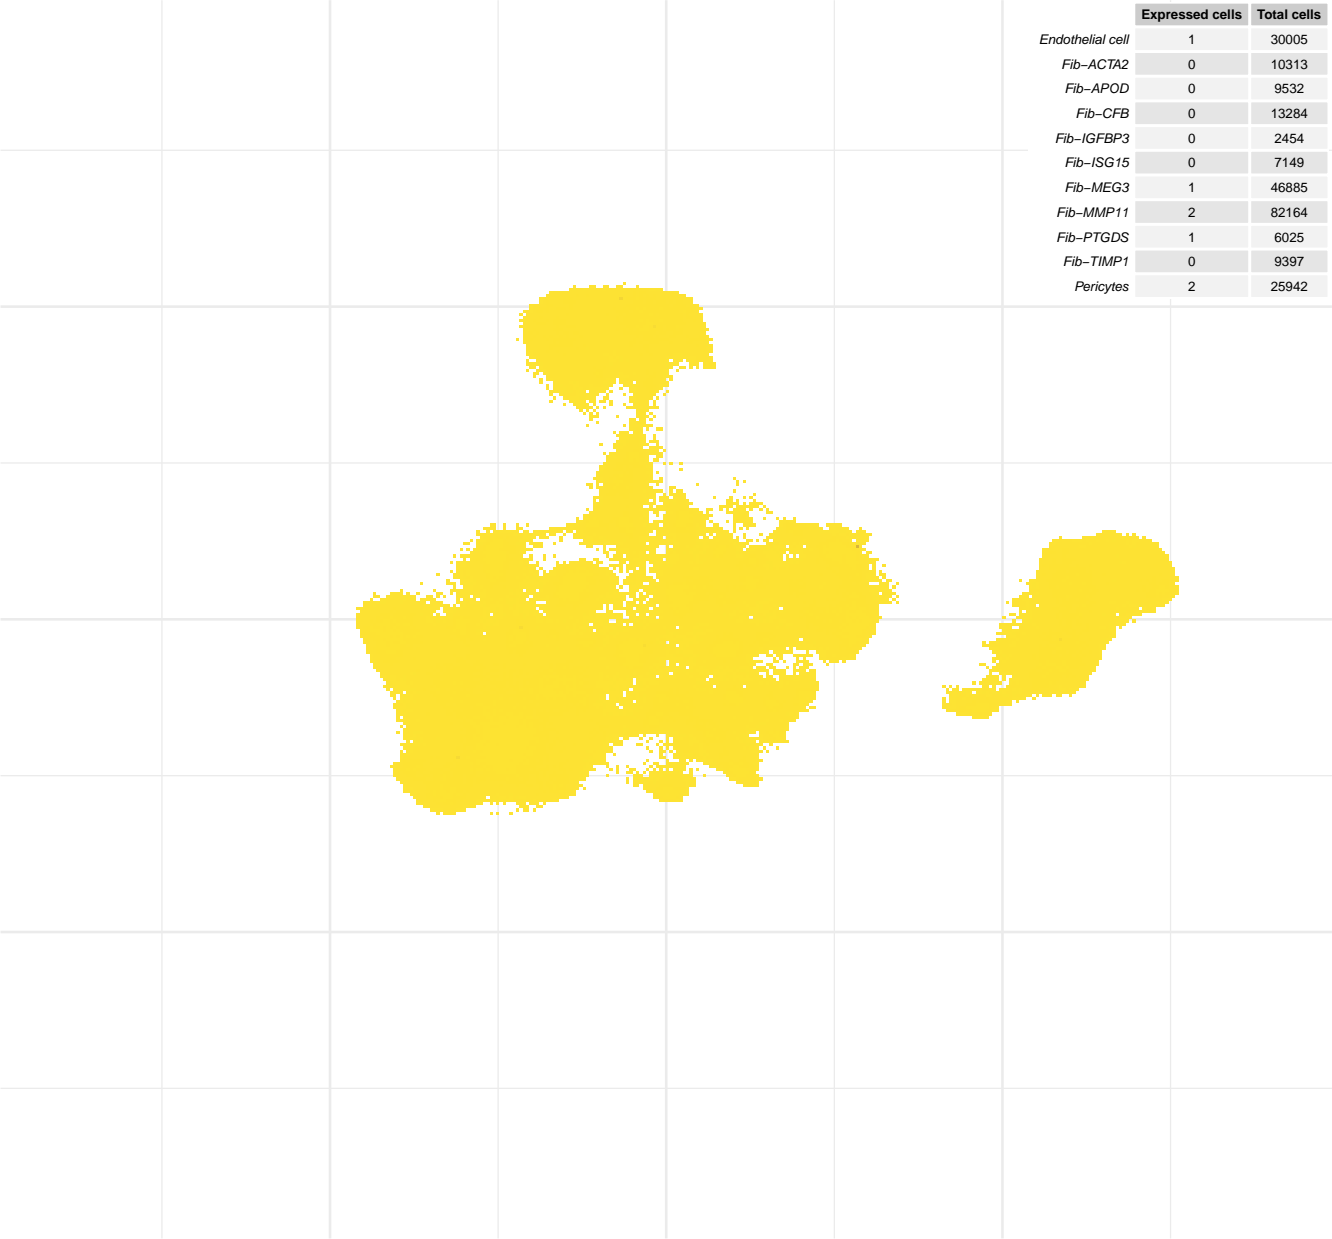 Expressed cells Total cells
Endothelial cell 1 30005
Fib−ACTA2 0 10313
Fib−APOD 0 9532
Fib−CFB 0 13284
Fib−IGFBP3 0 2454
Fib−ISG15 0 7149
Fib−MEG3 1 46885
Fib−MMP11 2 82164
Fib−PTGDS 1 6025
Fib−TIMP1 0 9397
Pericytes 2 25942